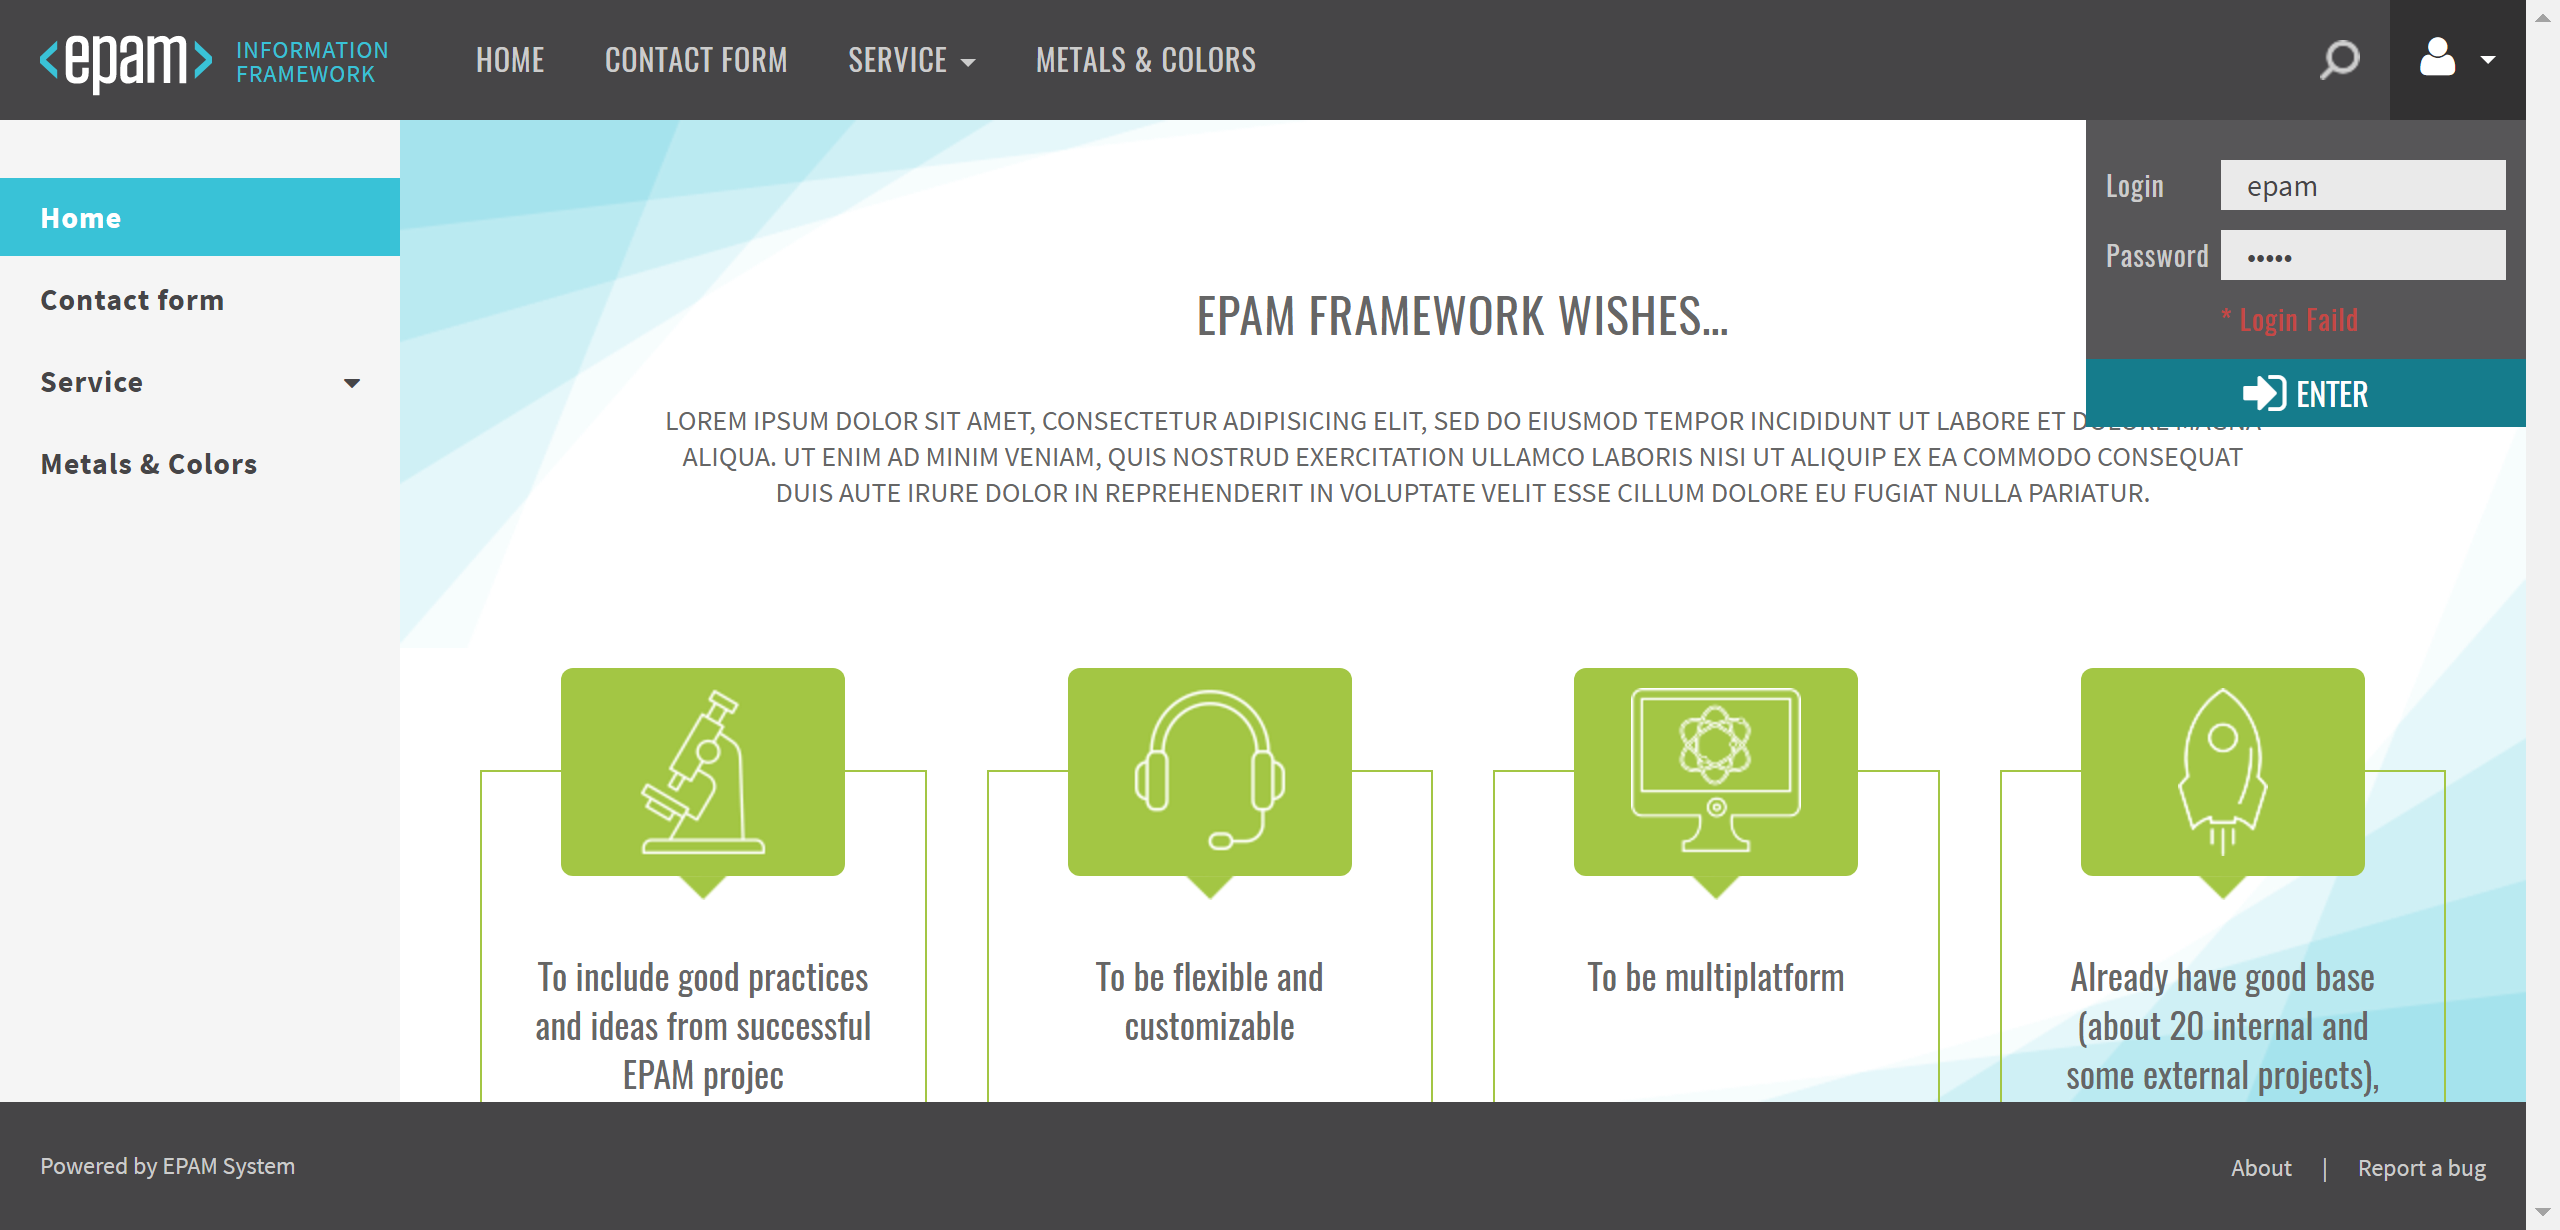 <epam> INFORMATION
FRAMEWORK
HOME CONTACT FORM SERVICE METALS & COLORS
Home
Contact form
Service
Metals & Colors
Login epam
Password •••••
* Login Faild
ENTER
EPAM FRAMEWORK WISHES...
LOREM IPSUM DOLOR SIT AMET, CONSECTETUR ADIPISICING ELIT, SED DO EIUSMOD TEMPOR INCIDIDUNT UT LABORE ET DOLORE MAGNA
ALIQUA. UT ENIM AD MINIM VENIAM, QUIS NOSTRUD EXERCITATION ULLAMCO LABORIS NISI UT ALIQUIP EX EA COMMODO CONSEQUAT
DUIS AUTE IRURE DOLOR IN REPREHENDERIT IN VOLUPTATE VELIT ESSE CILLUM DOLORE EU FUGIAT NULLA PARIATUR.
To include good practices
and ideas from successful
EPAM projec
To be flexible and
customizable
To be multiplatform
Already have good base
(about 20 internal and
some external projects),
Powered by EPAM System
About | Report a bug